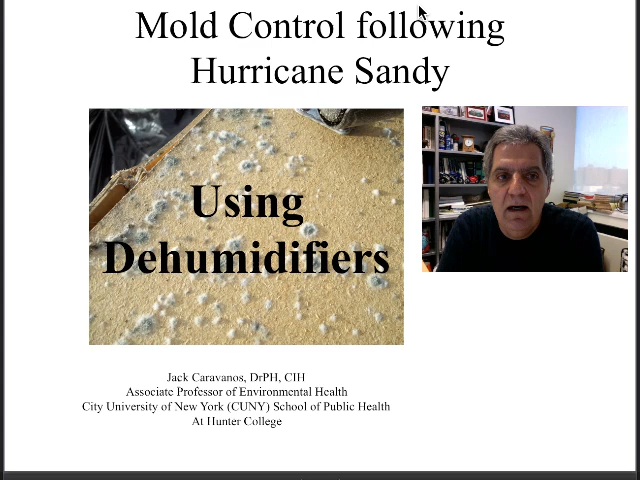 Mold Control following
Hurricane Sandy
Using
Dehumidifiers
Jack Caravanos, DrPH, CIH
Associate Professor of Environmental Health
City University of New York (CUNY) School of Public Health
At Hunter College